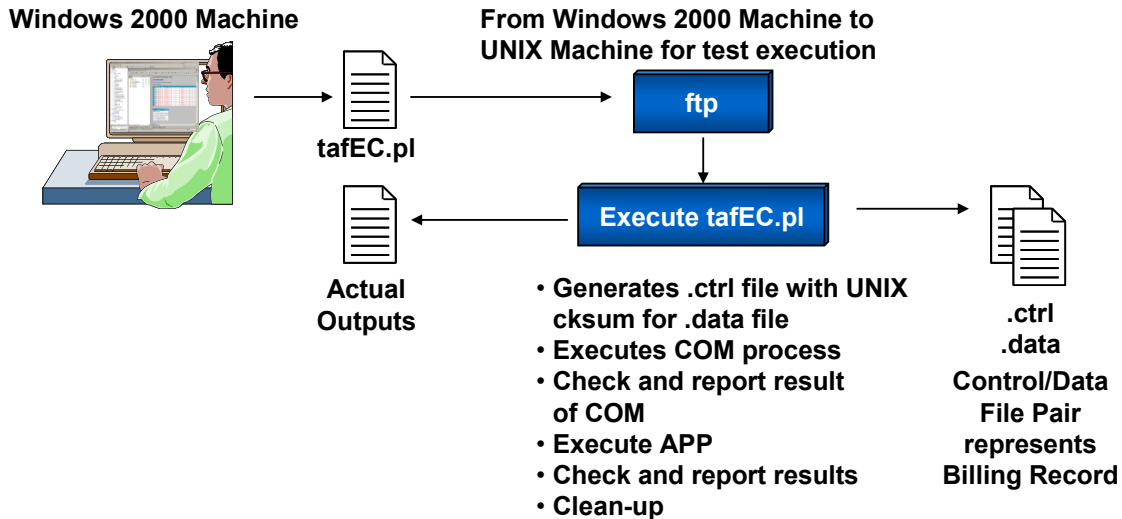 Windows 2000 Machine
From Windows 2000 Machine to
UNIX Machine for test execution
ftp
tafEC.pl
Execute tafEC.pl
Actual
Outputs
• Generates .ctrl file with UNIX
cksum for .data file
• Executes COM process
• Check and report result
of COM
• Execute APP
• Check and report results
• Clean-up
.ctrl
.data
Control/Data
File Pair
represents
Billing Record